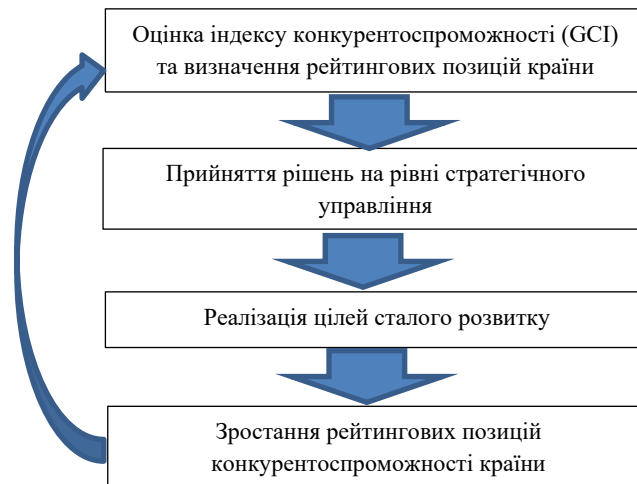 Оцінка індексу конкурентоспроможності (GCI)
та визначення рейтингових позицій країни
Прийняття рішень на рівні стратегічного
управління
Реалізація цілей сталого розвитку
Зростання рейтингових позицій
конкурентоспроможності країни